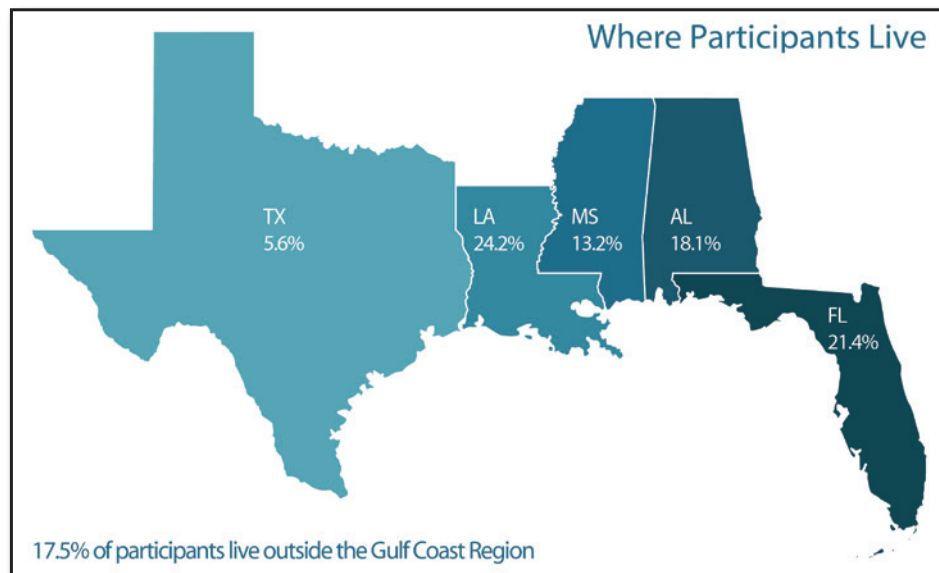 Where Participants Live
TX
5.6%
LA
24.2%
MS
13.2%
AL
18.1%
FL
21.4%
17.5% of participants live outside the Gulf Coast Region